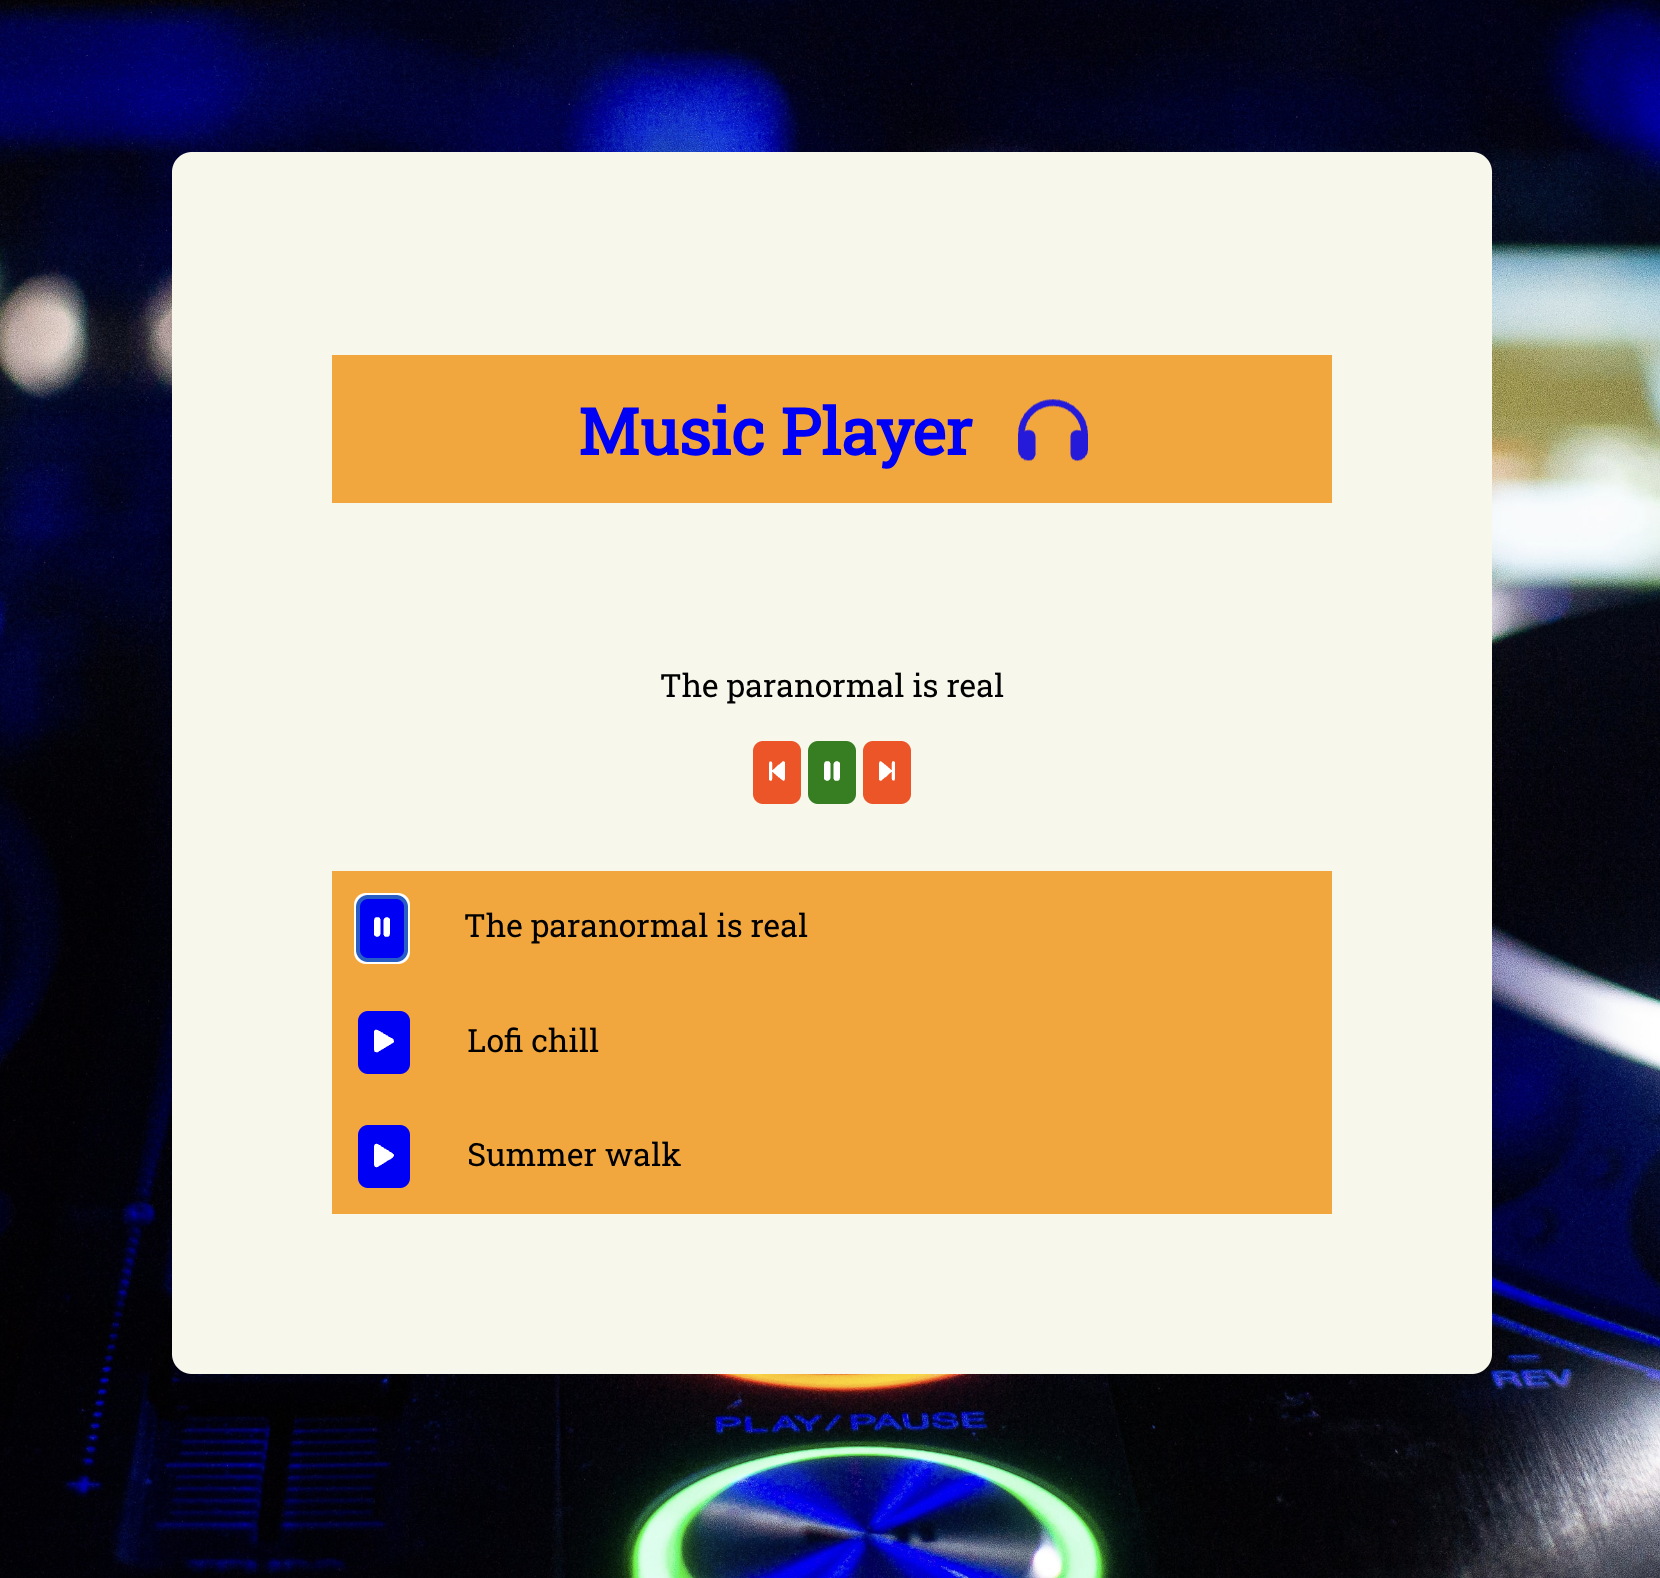 Music Player
The paranormal is real
The paranormal is real
Lofi chill
Summer walk
REV
PLAY/PAUSE